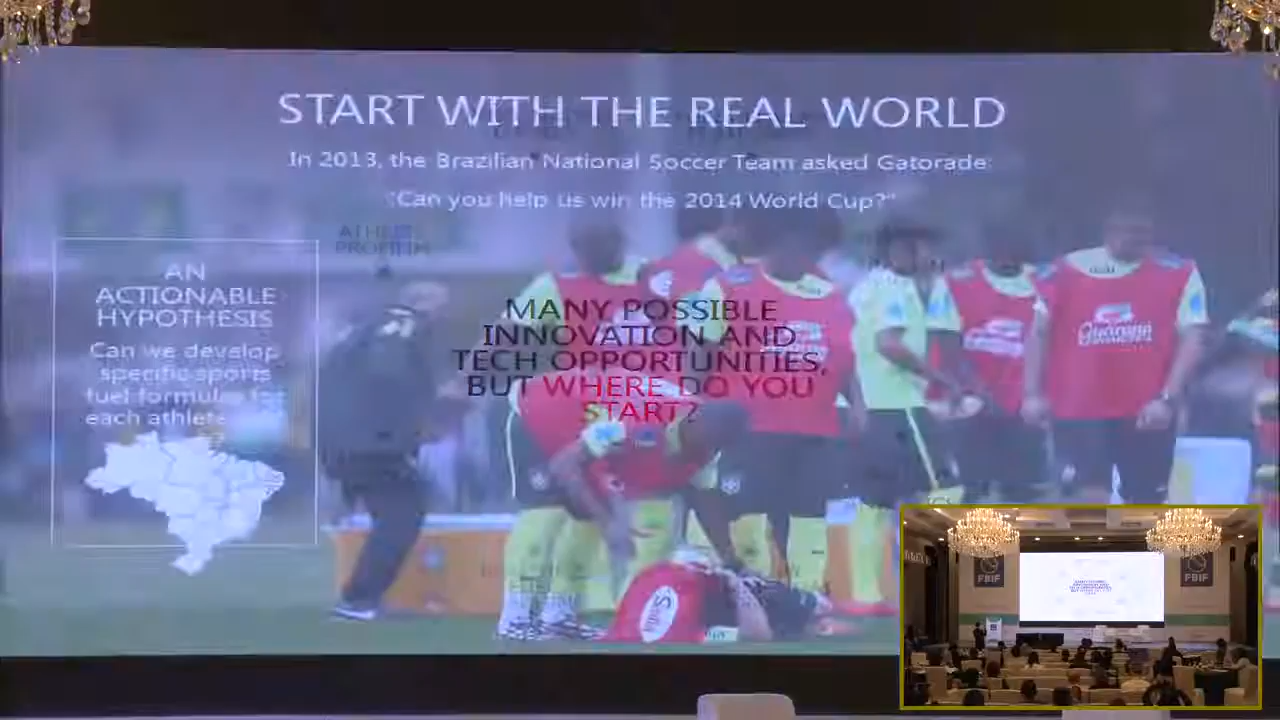 START WITH THE REAL WORLD
In 2013, the Brazilian National Soccer Team asked Gatorade:
"Can you help us win the 2014 World Cup?"
AN
ACTIONABLE
HYPOTHESIS
Can we develop
specific sports
fuel formulas for
each athlete
MANY POSSIBLE
INNOVATION AND
TECH OPPORTUNITIES,
BUT WHERE DO YOU
START?
Guaraná
FBIF
FBIF